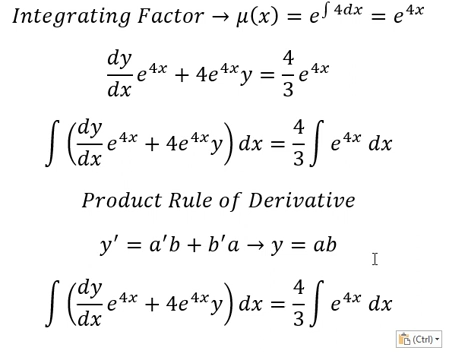 Integrating Factor → μ(x) = e^{∫ 4dx} = e^{4x}
dy/dx e^{4x} + 4e^{4x}y = 4/3 e^{4x}
∫ (dy/dx e^{4x} + 4e^{4x}y) dx = 4/3 ∫ e^{4x} dx
Product Rule of Derivative
y′ = a′b + b′a → y = ab
∫ (dy/dx e^{4x} + 4e^{4x}y) dx = 4/3 ∫ e^{4x} dx
(Ctrl)